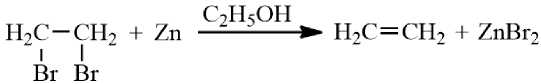 C₂H₅OH
H₂C—CH₂ + Zn ⟶ H₂C=CH₂ + ZnBr₂
Br Br